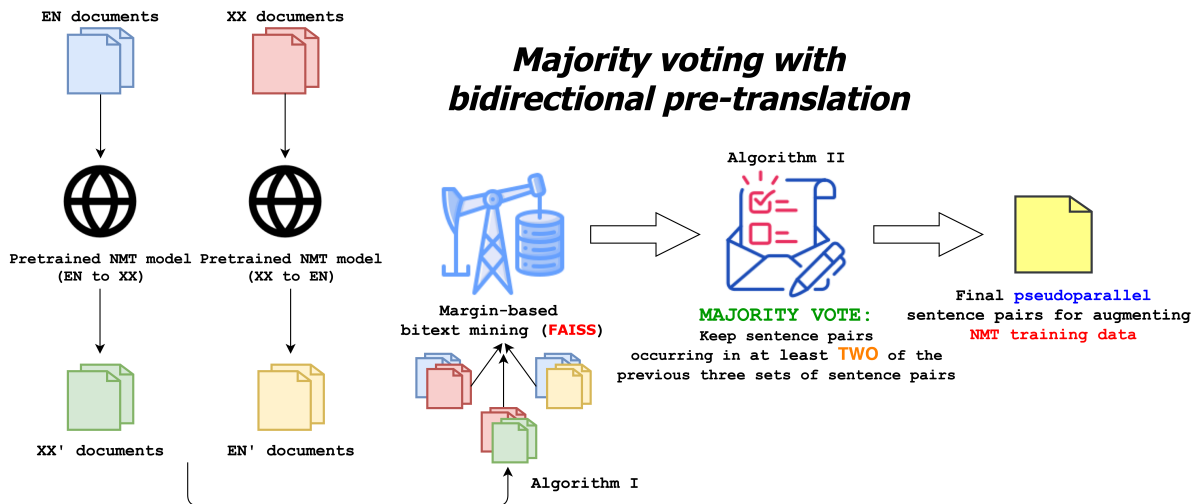 EN documents
XX documents
Majority voting with
bidirectional pre-translation
Pretrained NMT model
(EN to XX)
Pretrained NMT model
(XX to EN)
XX' documents
EN' documents
Margin-based
bitext mining (FAISS)
Algorithm I
Algorithm II
MAJORITY VOTE:
Keep sentence pairs
occurring in at least TWO of the
previous three sets of sentence pairs
Final pseudoparallel
sentence pairs for augmenting
NMT training data